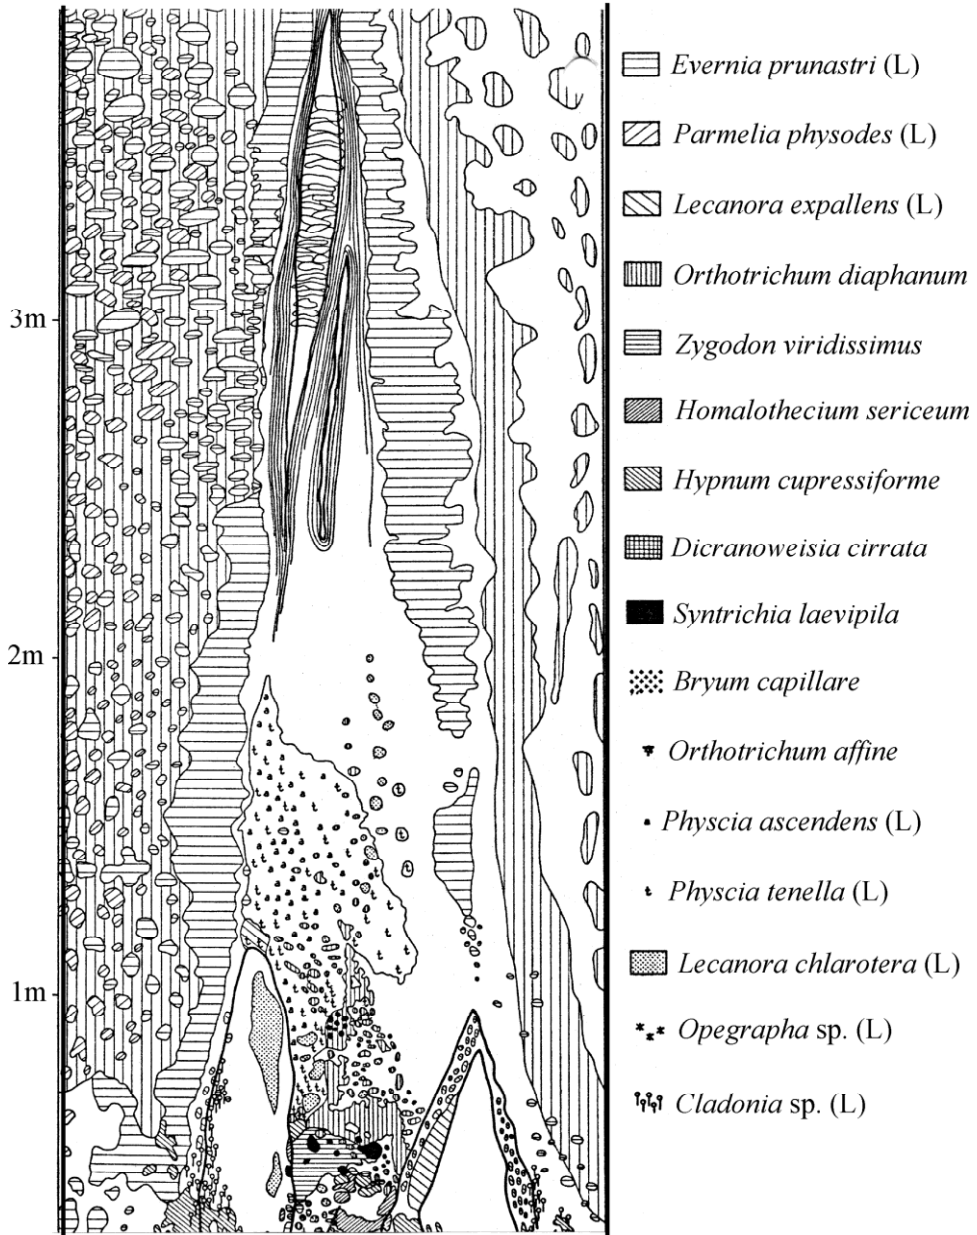 Evernia prunastri (L)
Parmelia physodes (L)
Lecanora expallens (L)
Orthotrichum diaphanum
3m
Zygodon viridissimus
Homalothecium sericeum
Hypnum cupressiforme
Dicranoweisia cirrata
Syntrichia laevipila
2m
Bryum capillare
Orthotrichum affine
Physcia ascendens (L)
Physcia tenella (L)
Lecanora chlarotera (L)
1m
Opegrapha sp. (L)
Cladonia sp. (L)